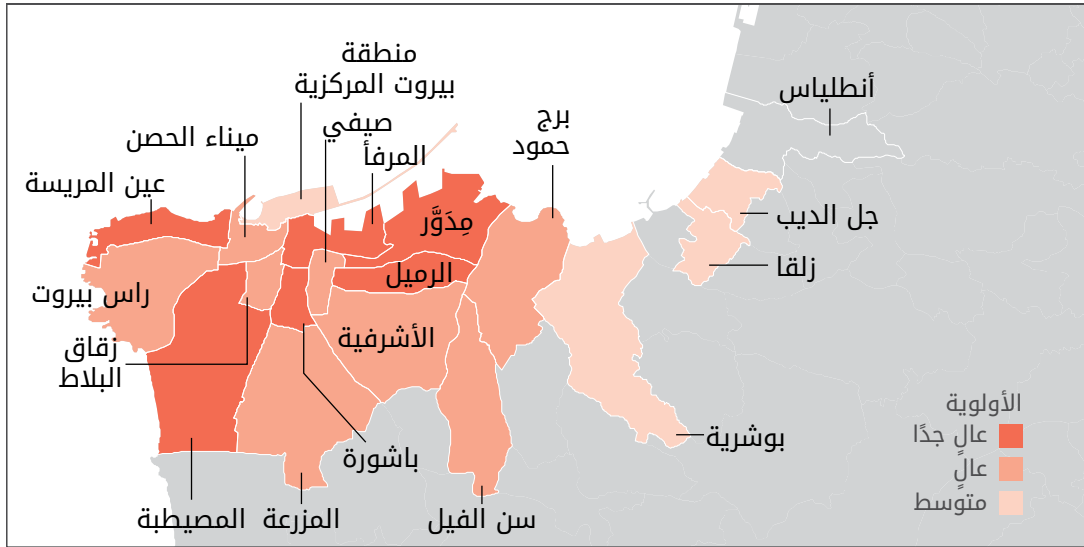 منطقة
بيروت المركزية
أنطلياس
صيفي
برج
حمود
ميناء الحصن
المرفأ
عين المريسة
مِدَوَّر
جل الديب
الرميل
زلقا
راس بيروت
الأشرفية
زقاق
البلاط
الأولوية
عالٍ جدًا
عالٍ
متوسط
بوشرية
باشورة
المصيطبة
المزرعة
سن الفيل